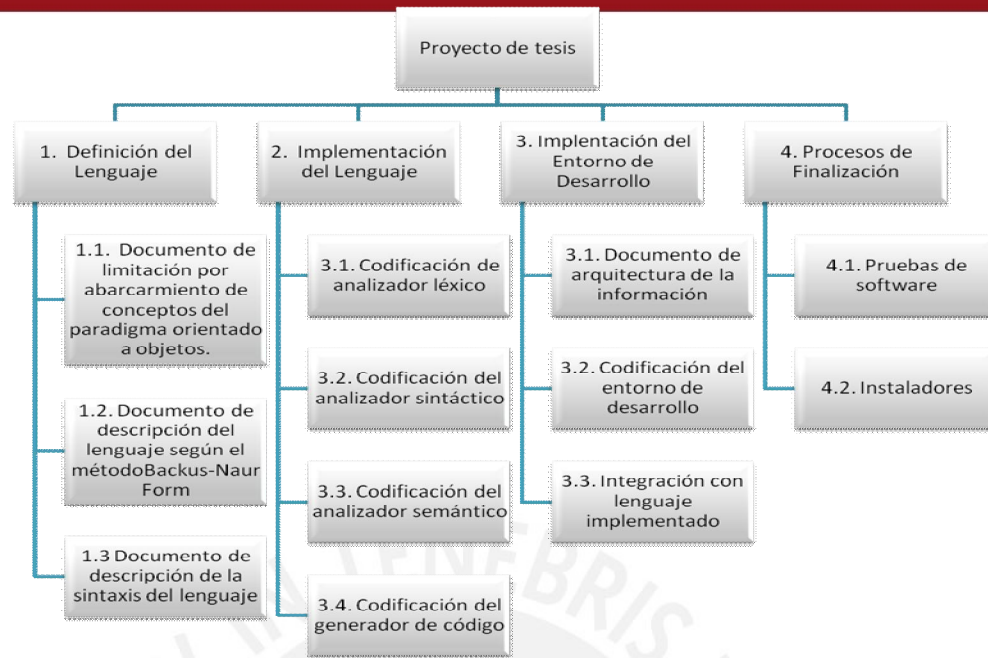 Proyecto de tesis
1. Definición del
Lenguaje
1.1. Documento de
limitación por
abarcarmiento de
conceptos del
paradigma orientado
a objetos.
1.2. Documento de
descripción del
lenguaje según el
métodoBackus-Naur
Form
1.3 Documento de
descripción de la
sintaxis del lenguaje
2. Implementación
del Lenguaje
3.1. Codificación de
analizador léxico
3.2. Codificación del
analizador sintáctico
3.3. Codificación del
analizador semántico
3.4. Codificación del
generador de código
3. Implentación del
Entorno de
Desarrollo
3.1. Documento de
arquitectura de la
información
3.2. Codificación del
entorno de
desarrollo
3.3. Integración con
lenguaje
implementado
4. Procesos de
Finalización
4.1. Pruebas de
software
4.2. Instaladores